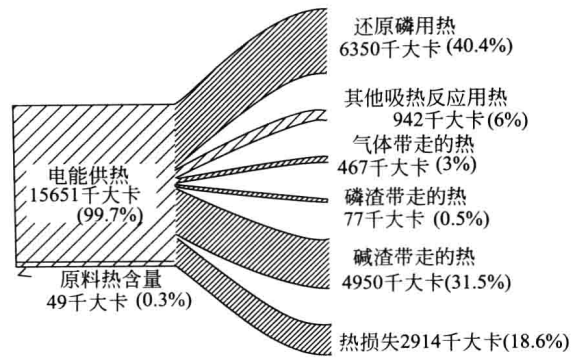 还原磷用热
6350千大卡(40.4%)
其他吸热反应用热
942千大卡(6%)
气体带走的热
467千大卡(3%)
磷渣带走的热
77千大卡(0.5%)
碱渣带走的热
4950千大卡(31.5%)
热损失2914千大卡(18.6%)
电能供热
15651千大卡
(99.7%)
原料热含量
49千大卡(0.3%)